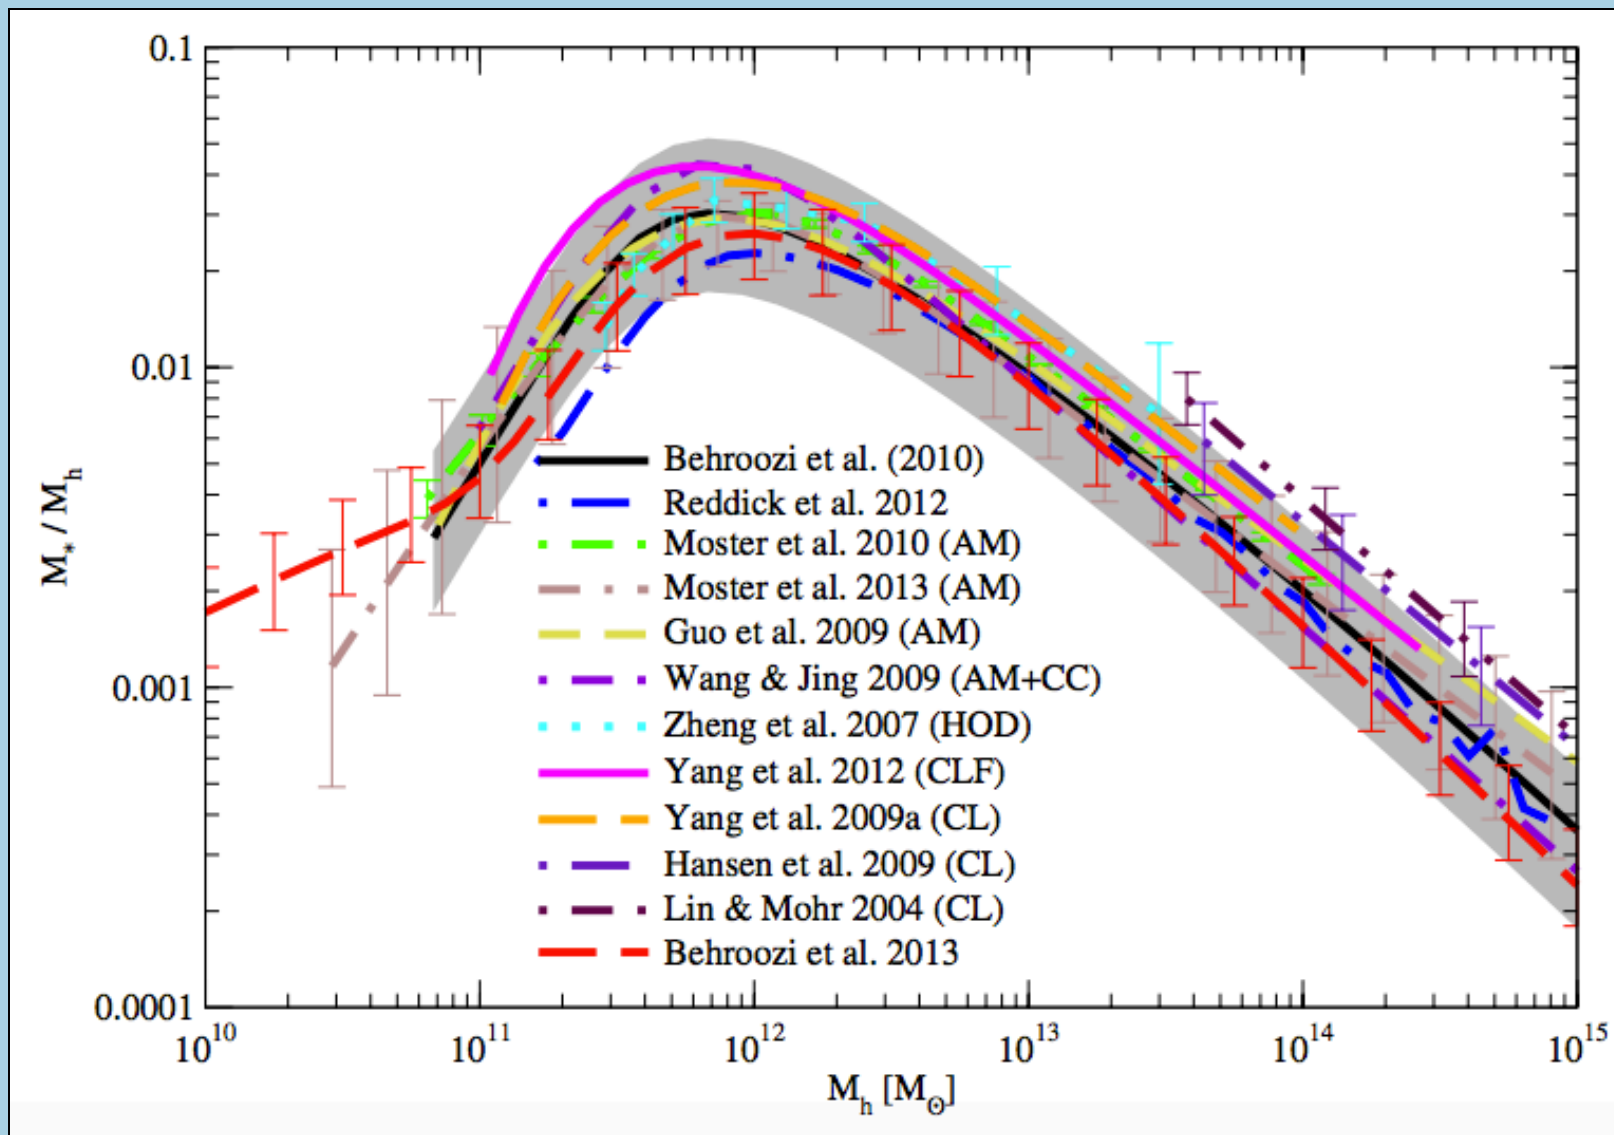 0.1
0.01
0.001
0.0001
M* / Mh
Behroozi et al. (2010)
Reddick et al. 2012
Moster et al. 2010 (AM)
Moster et al. 2013 (AM)
Guo et al. 2009 (AM)
Wang & Jing 2009 (AM+CC)
Zheng et al. 2007 (HOD)
Yang et al. 2012 (CLF)
Yang et al. 2009a (CL)
Hansen et al. 2009 (CL)
Lin & Mohr 2004 (CL)
Behroozi et al. 2013
10^10 10^11 10^12 10^13 10^14 10^15
Mh [M⊙]